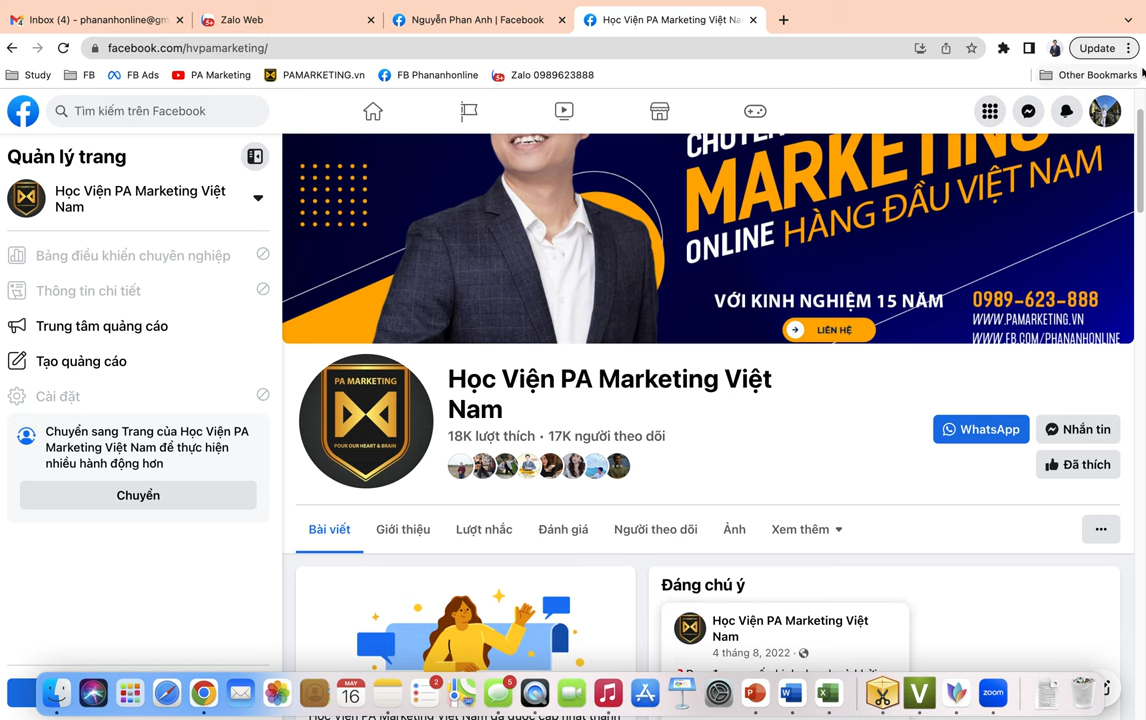 Inbox (4) - phananhonline@gm
Zalo Web
Nguyễn Phan Anh | Facebook
Học Viện PA Marketing Việt Na
facebook.com/hvpamarketing/
Update
Study
FB
FB Ads
PA Marketing
PAMARKETING.vn
FB Phananhonline
Zalo 0989623888
Other Bookmarks
Tìm kiếm trên Facebook
Quản lý trang
Học Viện PA Marketing Việt
Nam
Bảng điều khiển chuyên nghiệp
Thông tin chi tiết
Trung tâm quảng cáo
Tạo quảng cáo
Cài đặt
Chuyển sang Trang của Học Viện PA
Marketing Việt Nam để thực hiện
nhiều hành động hơn
Chuyển
MARKETING
ONLINE HÀNG ĐẦU VIỆT NAM
VỚI KINH NGHIỆM 15 NĂM
LIÊN HỆ
0989-623-888
WWW.PAMARKETING.VN
WWW.FB.COM/PHANANHONLINE
PA MARKETING
POUR OUR HEART & BRAIN
Học Viện PA Marketing Việt
Nam
18K lượt thích · 17K người theo dõi
WhatsApp
Nhắn tin
Đã thích
Bài viết
Giới thiệu
Lượt nhắc
Đánh giá
Người theo dõi
Ảnh
Xem thêm
Đáng chú ý
Học Viện PA Marketing Việt
Nam
4 tháng 8, 2022
MAY
16
2
5
zoom